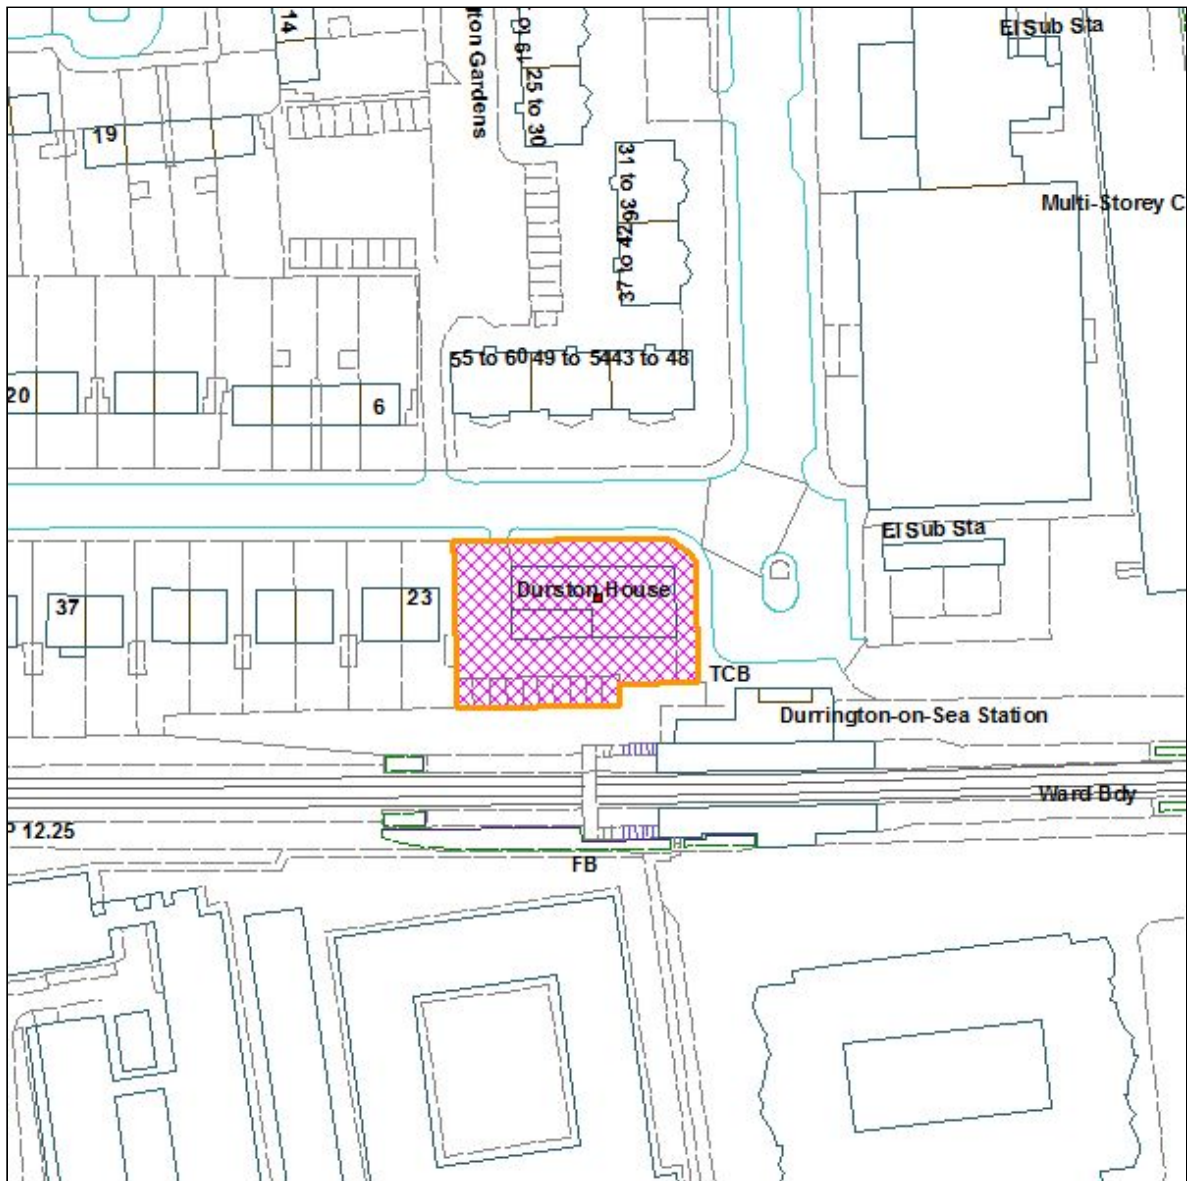 14
El Sub Sta
gton Gardens
25 to 30
19
31 to 36
Multi-Storey C
37 to 42
55 to 60
49 to 54
43 to 48
20
6
El Sub Sta
Durston House
37
23
TCB
Durrington-on-Sea Station
Ward Bdy
P 12.25
FB